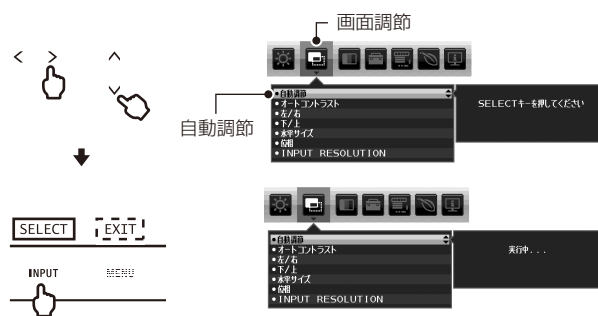 画面調節
自動調節
< >
SELECTキーを押してください
•自動調節
•オートコントラスト
•左/右
•下/上
•水平サイズ
•位相
•INPUT RESOLUTION
SELECT EXIT
INPUT MENU
実行中...
•自動調節
•オートコントラスト
•左/右
•下/上
•水平サイズ
•位相
•INPUT RESOLUTION